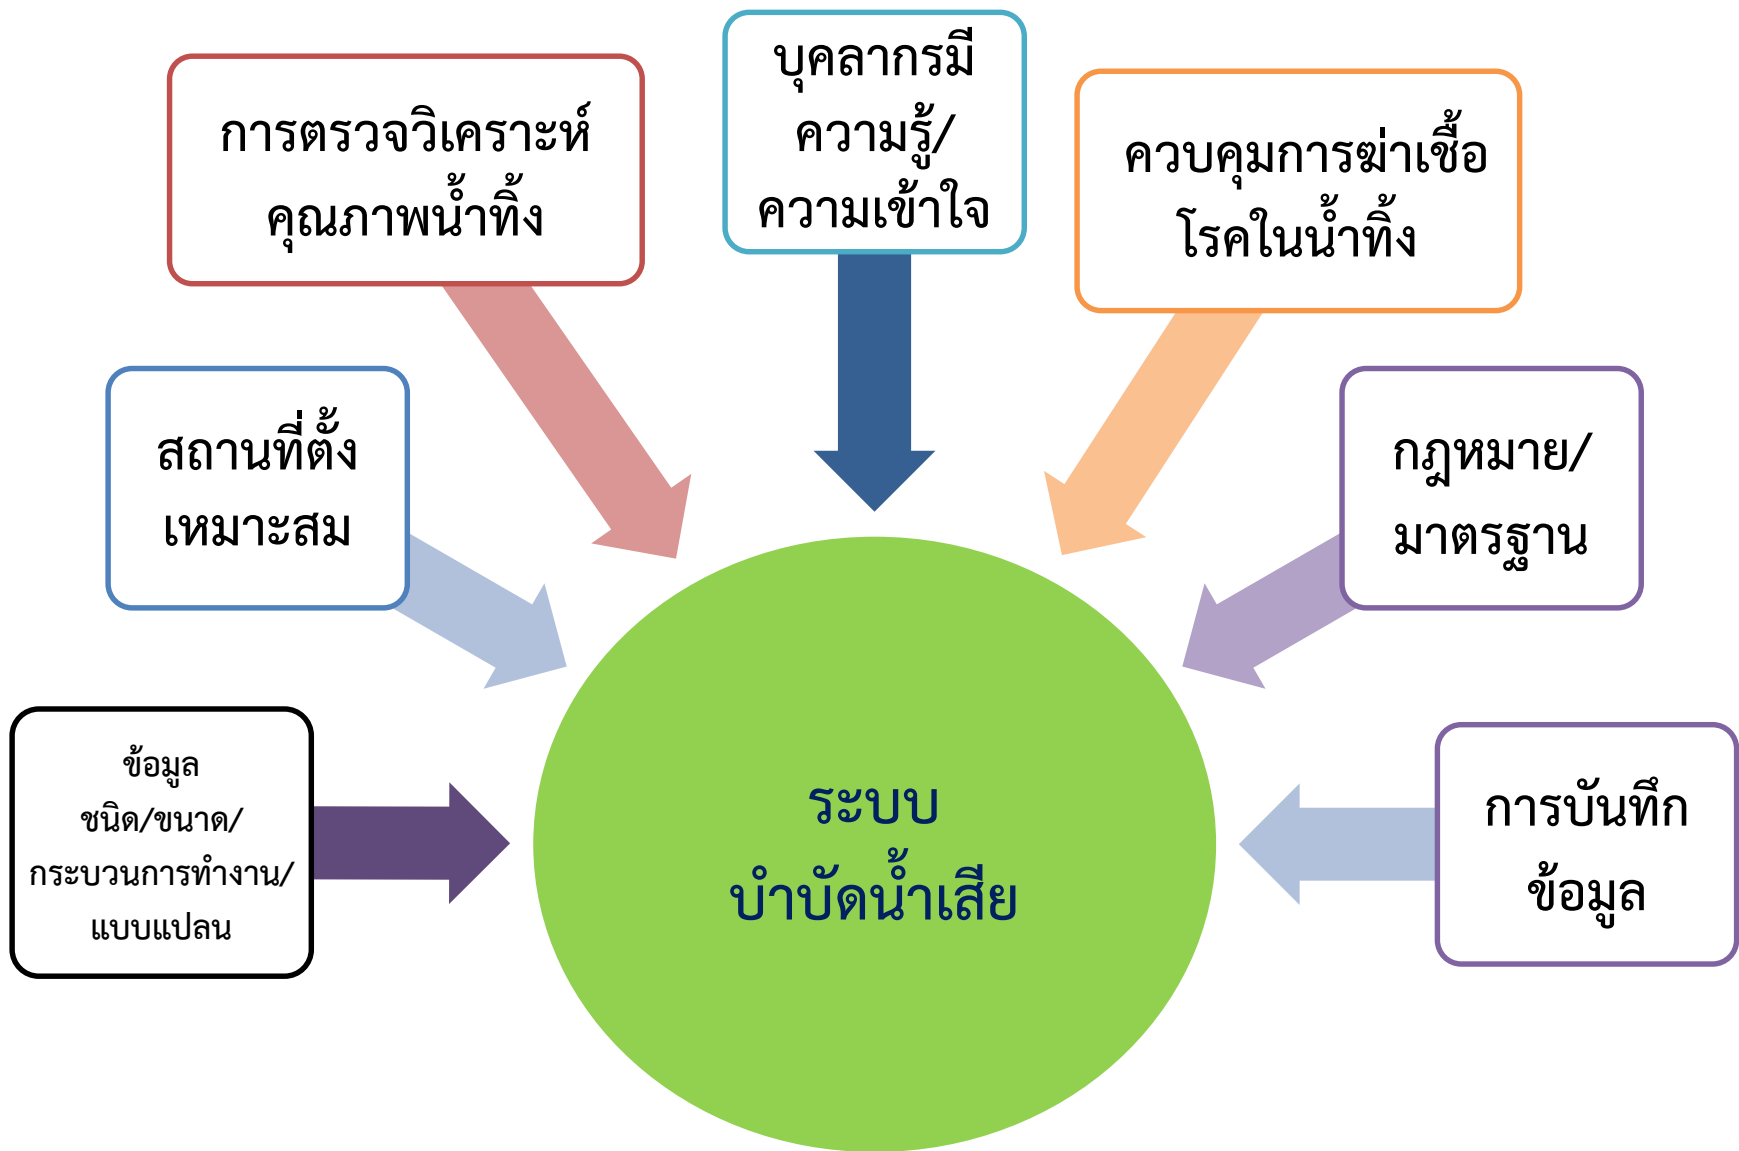 บุคลากรมี
ความรู้/
ความเข้าใจ
การตรวจวิเคราะห์
คุณภาพน้ำทิ้ง
ควบคุมการฆ่าเชื้อ
โรคในน้ำทิ้ง
สถานที่ตั้ง
เหมาะสม
กฎหมาย/
มาตรฐาน
ข้อมูล
ชนิด/ขนาด/
กระบวนการทำงาน/
แบบแปลน
ระบบ
บำบัดน้ำเสีย
การบันทึก
ข้อมูล